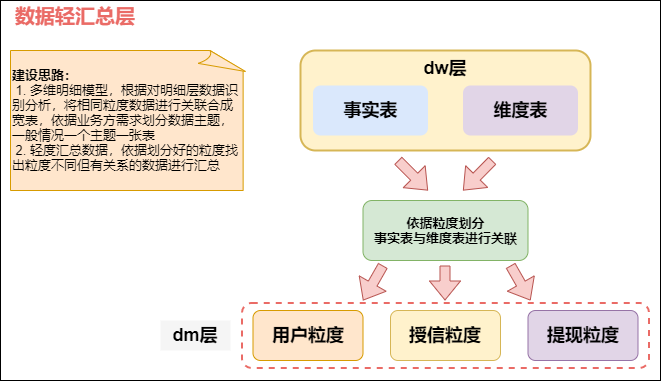 数据轻汇总层
建设思路：
1. 多维明细模型，根据对明细层数据识
别分析，将相同粒度数据进行关联合成
宽表，依据业务方需求划分数据主题，
一般情况一个主题一张表
2. 轻度汇总数据，依据划分好的粒度找
出粒度不同但有关系的数据进行汇总
dw层
事实表
维度表
依据粒度划分
事实表与维度表进行关联
dm层
用户粒度
授信粒度
提现粒度